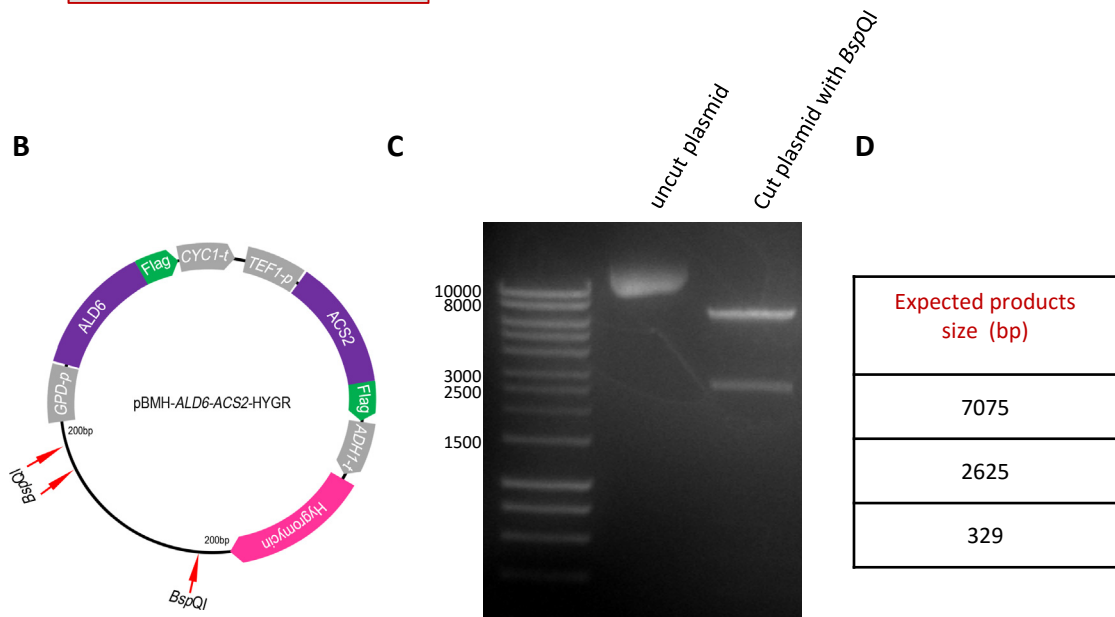 B
C
D
uncut plasmid
Cut plasmid with BspQI
10000
8000
3000
2500
1500
CYC1-t
TEF1-p
Flag
ALD6
ACS2
GPD-p
pBMH-ALD6-ACS2-HYGR
Flag
200bp
ADH1-t
BspQI
Hygromycin
200bp
BspQI
Expected products
size (bp)
7075
2625
329